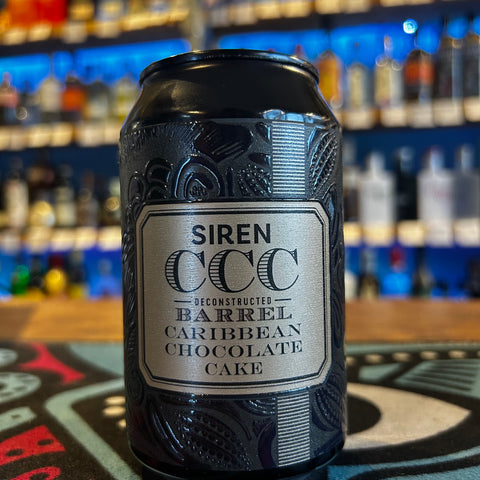 SIREN
CCC
DECONSTRUCTED
BARREL
CARIBBEAN
CHOCOLATE
CAKE